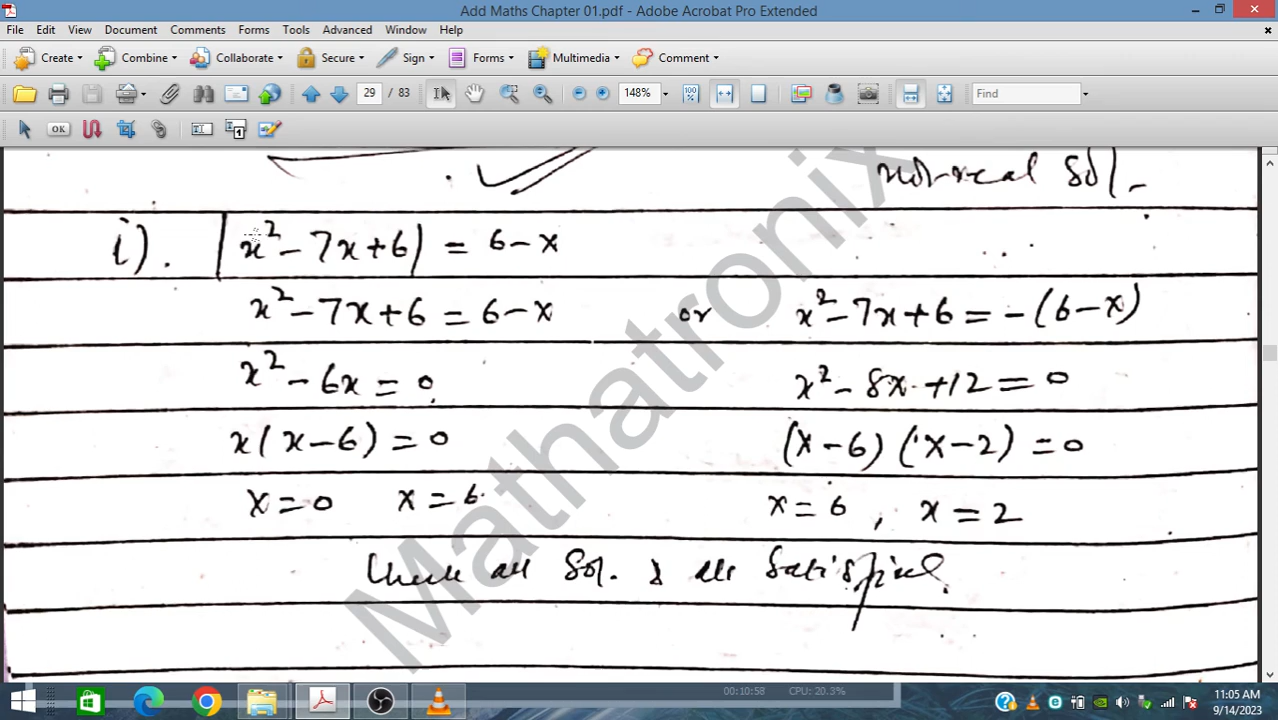 Add Maths Chapter 01.pdf - Adobe Acrobat Pro Extended
File Edit View Document Comments Forms Tools Advanced Window Help
Create Combine Collaborate Secure Sign Forms Multimedia Comment
29 / 83 148% Find
OK
non-real Sol.
i). |x² - 7x + 6| = 6 - x
x² - 7x + 6 = 6 - x or x² - 7x + 6 = - (6 - x)
x² - 6x = 0 x² - 8x + 12 = 0
x(x - 6) = 0 (x - 6)(x - 2) = 0
x = 0 x = 6 x = 6 , x = 2
Check all Sol. & all Satisfied.
Mathatronix
00:10:58 CPU: 20.3%
11:05 AM
9/14/2023